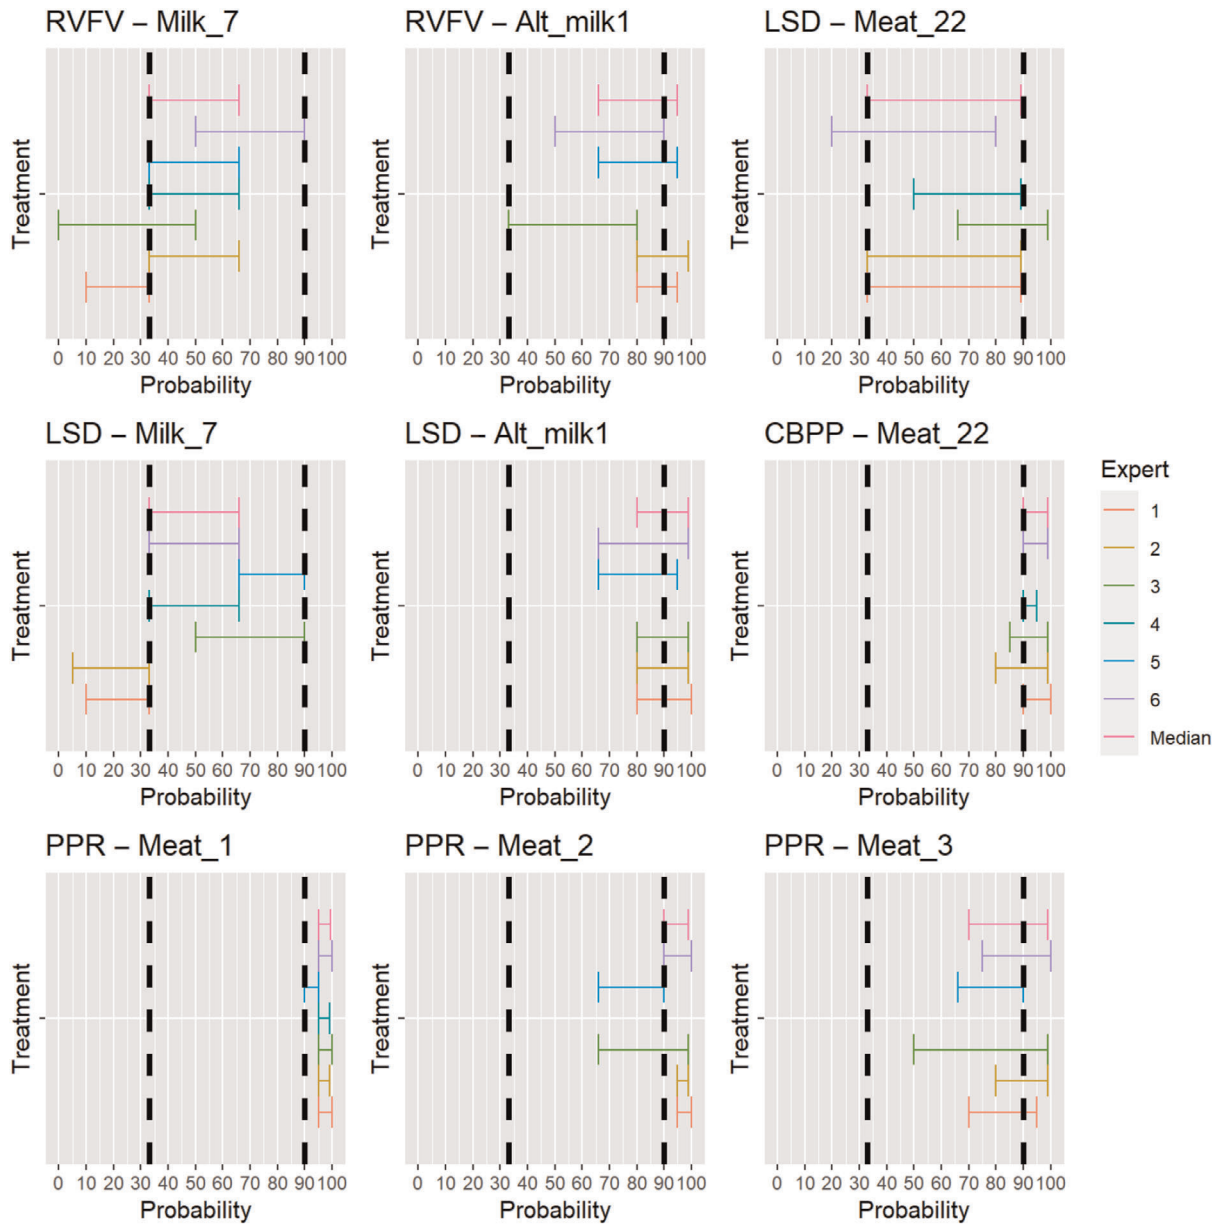 RVFV – Milk_7
RVFV – Alt_milk1
LSD – Meat_22
Treatment
Treatment
Treatment
0 10 20 30 40 50 60 70 80 90 100
0 10 20 30 40 50 60 70 80 90 100
0 10 20 30 40 50 60 70 80 90 100
Probability
Probability
Probability
LSD – Milk_7
LSD – Alt_milk1
CBPP – Meat_22
Treatment
Treatment
Treatment
0 10 20 30 40 50 60 70 80 90 100
0 10 20 30 40 50 60 70 80 90 100
0 10 20 30 40 50 60 70 80 90 100
Probability
Probability
Probability
Expert
1
2
3
4
5
6
Median
PPR – Meat_1
PPR – Meat_2
PPR – Meat_3
Treatment
Treatment
Treatment
0 10 20 30 40 50 60 70 80 90 100
0 10 20 30 40 50 60 70 80 90 100
0 10 20 30 40 50 60 70 80 90 100
Probability
Probability
Probability